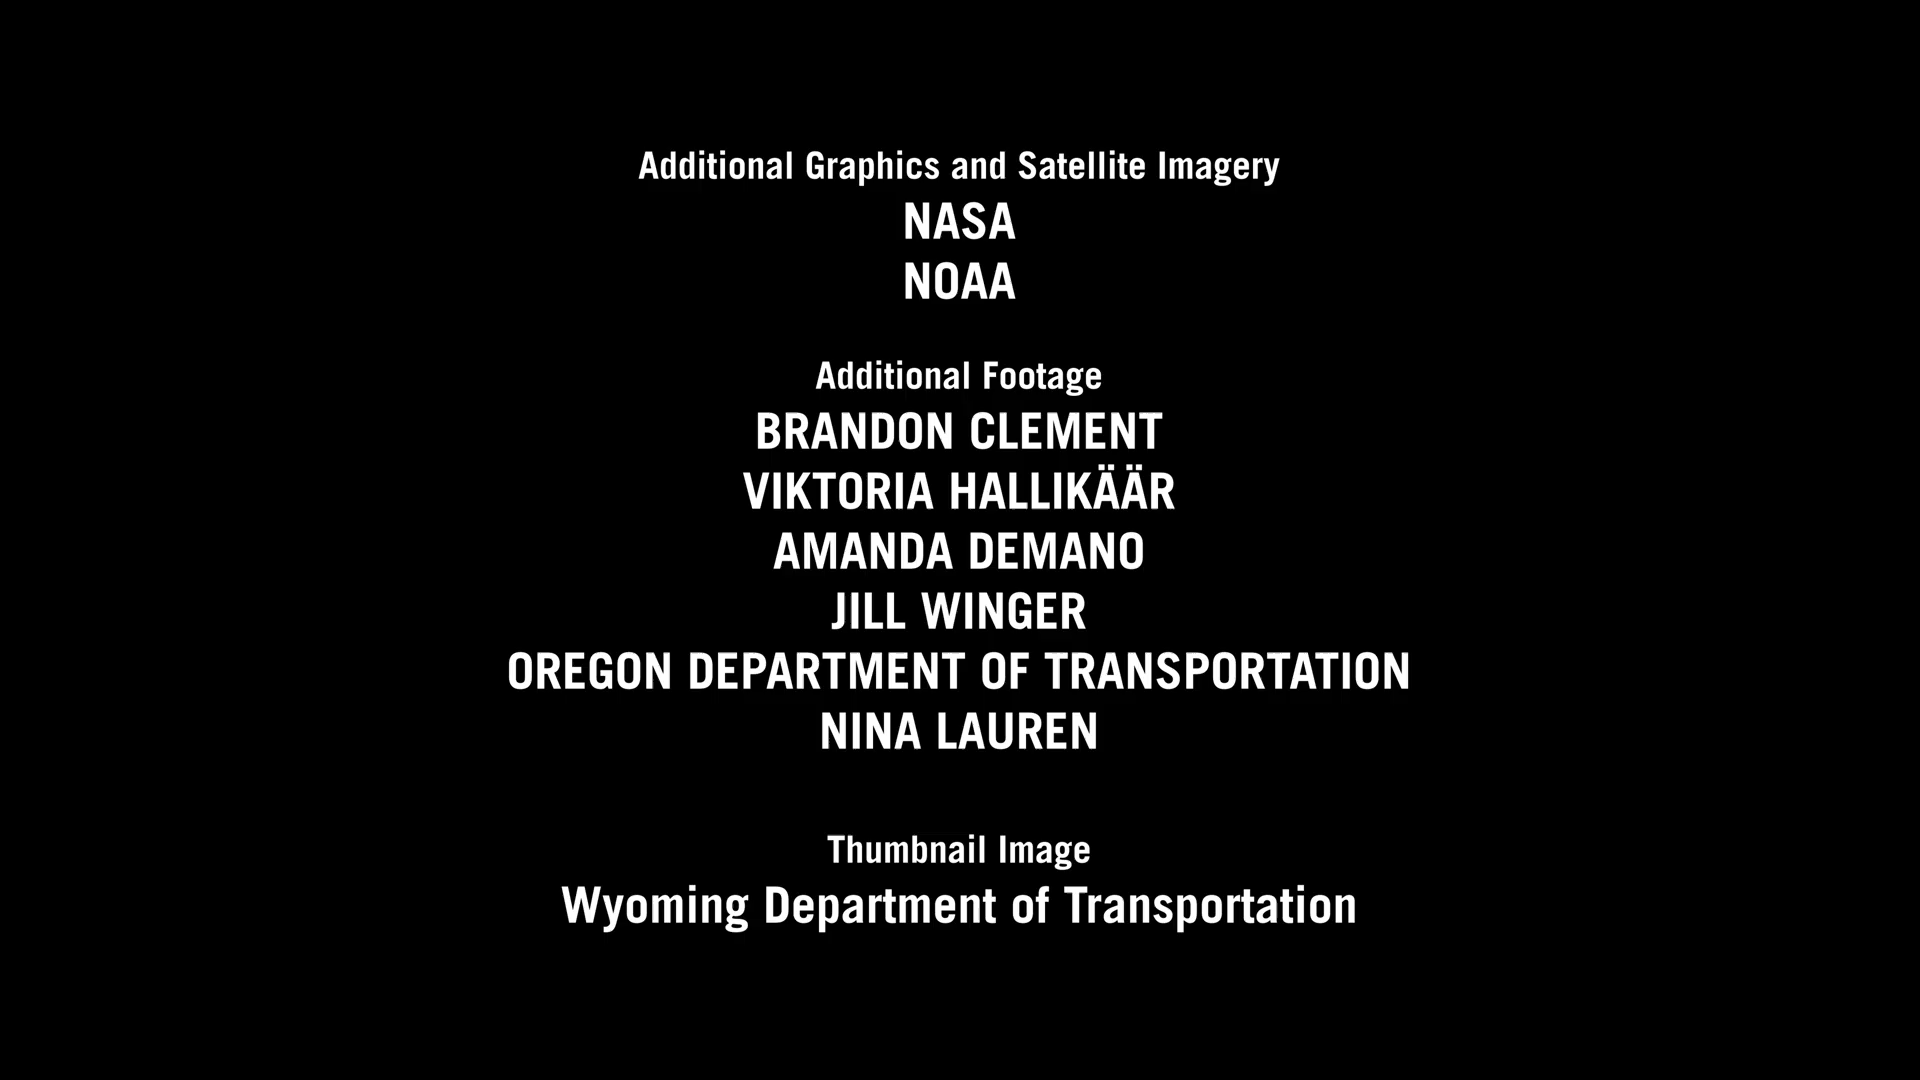 Additional Graphics and Satellite Imagery
NASA
NOAA
Additional Footage
BRANDON CLEMENT
VIKTORIA HALLIKÄÄR
AMANDA DEMANO
JILL WINGER
OREGON DEPARTMENT OF TRANSPORTATION
NINA LAUREN
Thumbnail Image
Wyoming Department of Transportation